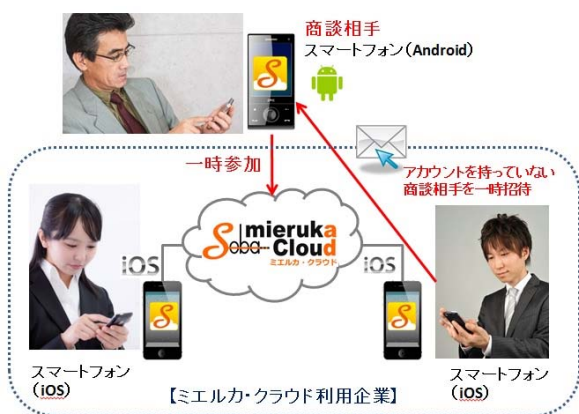 商談相手
スマートフォン(Android)
一時参加
アカウントを持っていない
商談相手を一時招待
Soba mieruka
Cloud
ミエルカ・クラウド
iOS
iOS
スマートフォン
(iOS)
スマートフォン
(iOS)
【ミエルカ・クラウド利用企業】